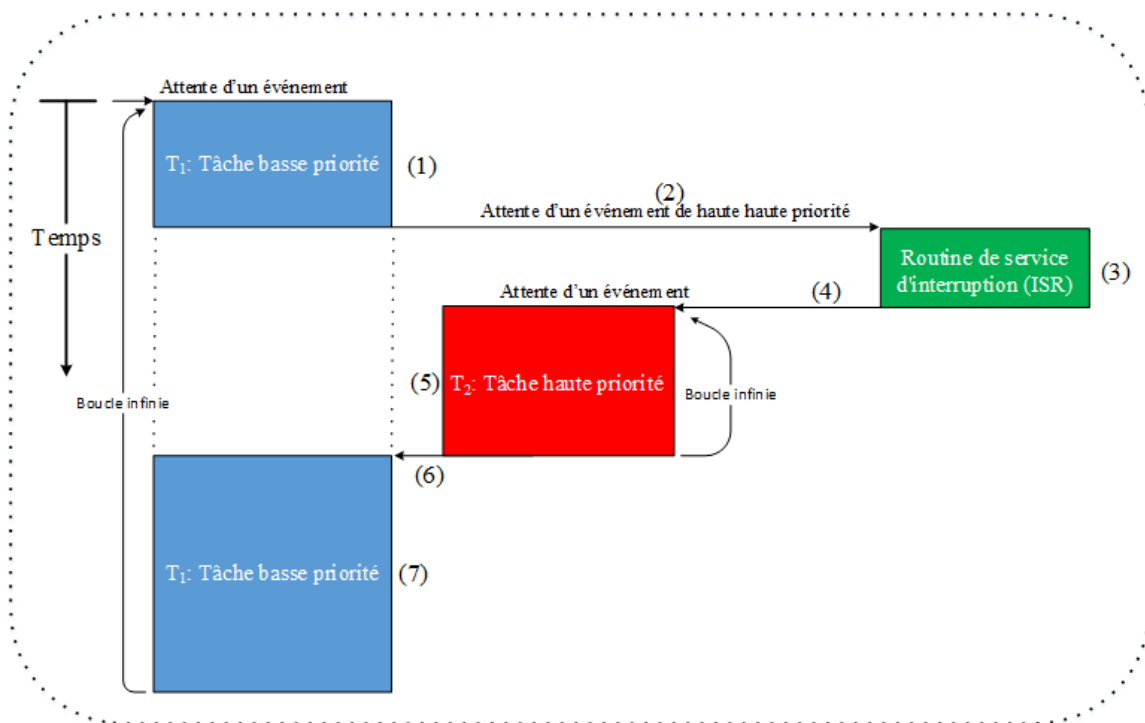 Attente d'un événement
T₁: Tâche basse priorité
(1)
(2)
Attente d'un événement de haute haute priorité
Temps
Routine de service
d'interruption (ISR)
(3)
Attente d'un événement
(4)
(5)
T₂: Tâche haute priorité
Boucle infinie
Boucle infinie
(6)
T₁: Tâche basse priorité
(7)